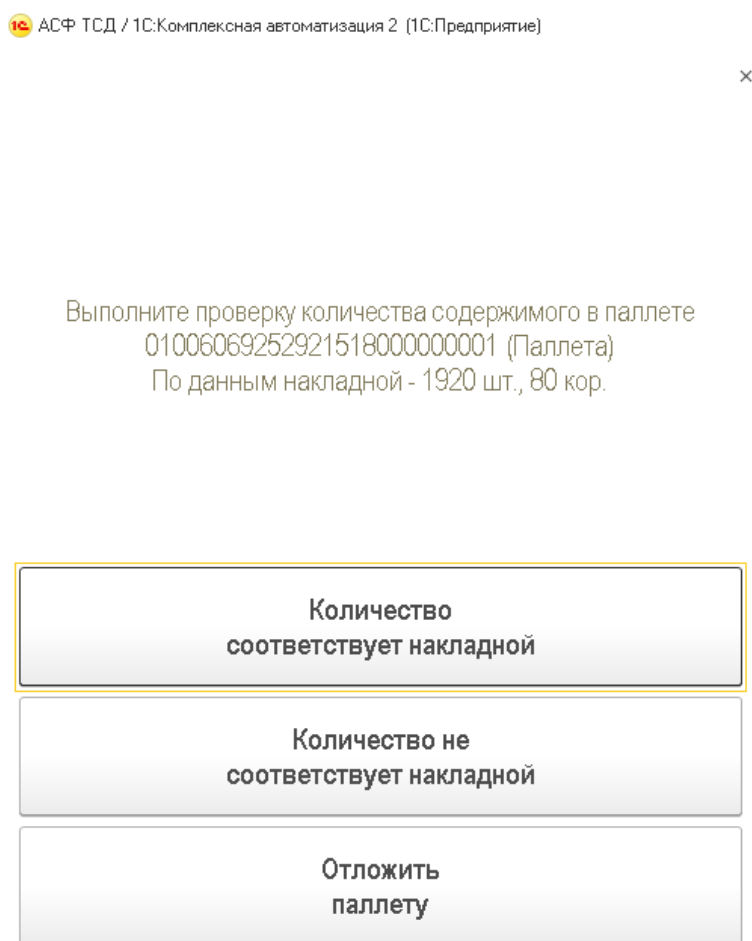 1С АСФ ТСД / 1С:Комплексная автоматизация 2 (1С:Предприятие)
×
Выполните проверку количества содержимого в паллете
010060692529215180000000001 (Паллета)
По данным накладной - 1920 шт., 80 кор.
Количество
соответствует накладной
Количество не
соответствует накладной
Отложить
паллету